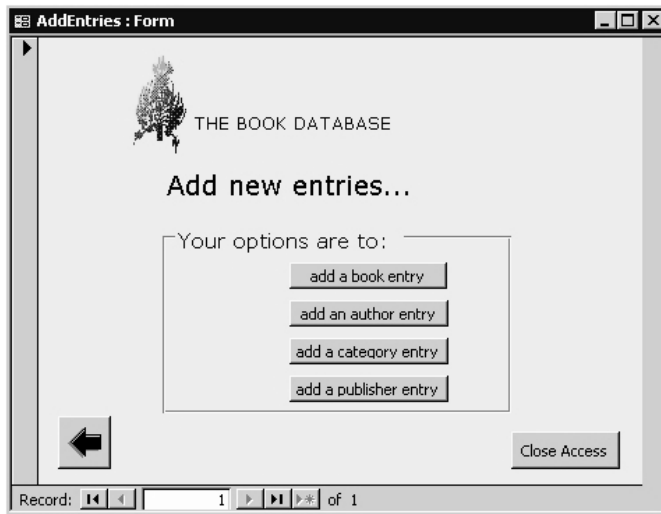 AddEntries : Form
THE BOOK DATABASE
Add new entries...
Your options are to:
add a book entry
add an author entry
add a category entry
add a publisher entry
Close Access
Record: 1 of 1